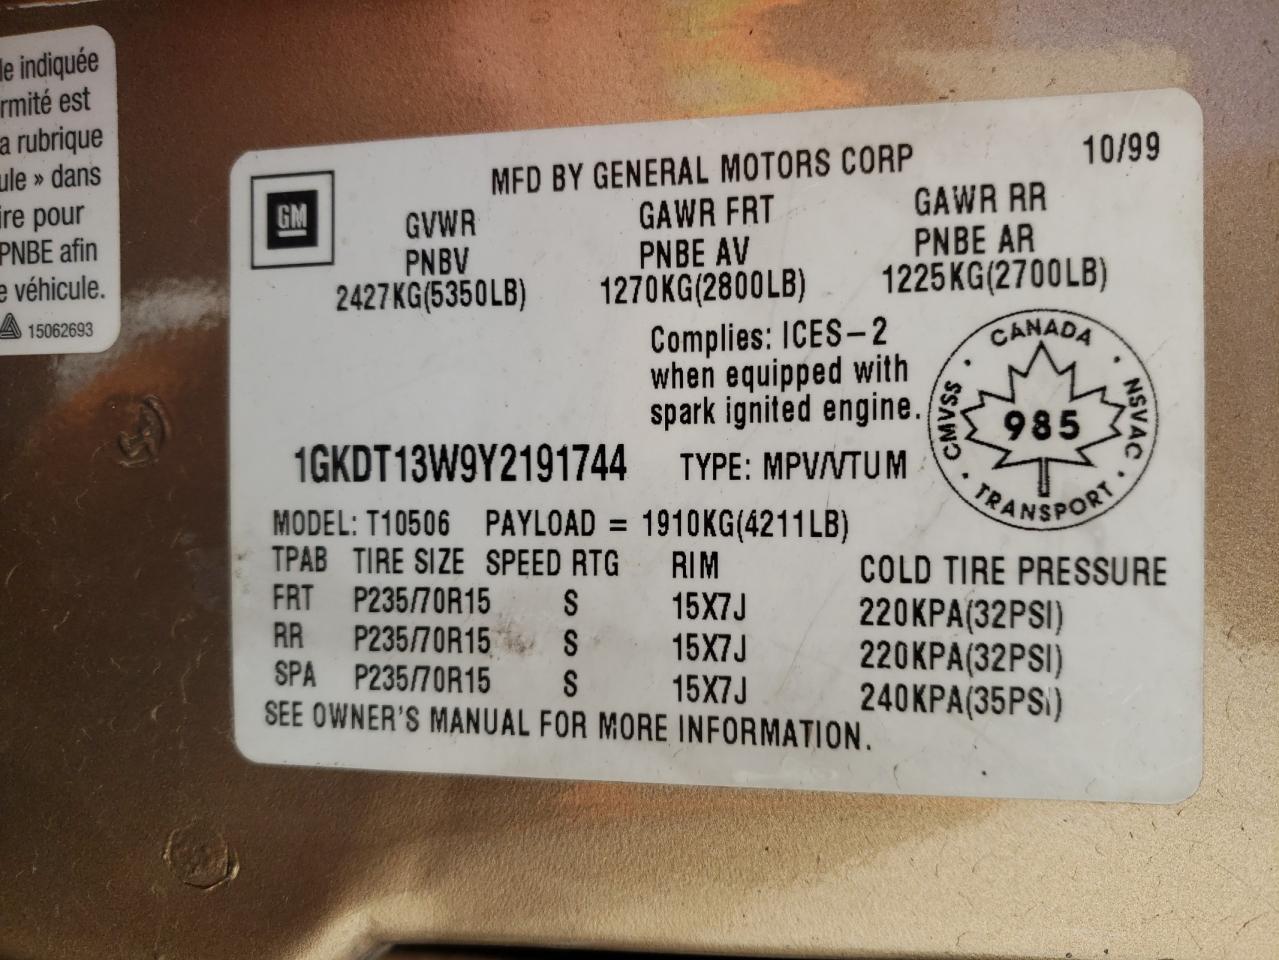 le indiquée
rmité est
a rubrique
ule » dans
ire pour
PNBE afin
e véhicule.
15062693
MFD BY GENERAL MOTORS CORP 10/99
GM
GVWR GAWR FRT GAWR RR
PNBV PNBE AV PNBE AR
2427KG(5350LB) 1270KG(2800LB) 1225KG(2700LB)
Complies: ICES-2
when equipped with
spark ignited engine.
CANADA
CMVSS 985 NSVAC
TRANSPORT
1GKDT13W9Y2191744 TYPE: MPV/VTUM
MODEL: T10506 PAYLOAD = 1910KG(4211LB)
TPAB TIRE SIZE SPEED RTG RIM COLD TIRE PRESSURE
FRT P235/70R15 S 15X7J 220KPA(32PSI)
RR P235/70R15 S 15X7J 220KPA(32PSI)
SPA P235/70R15 S 15X7J 240KPA(35PSI)
SEE OWNER'S MANUAL FOR MORE INFORMATION.